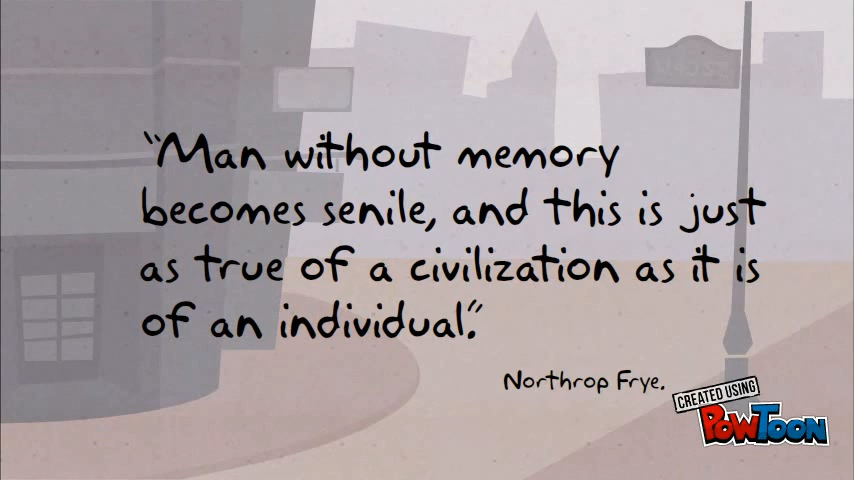 “Man without memory
becomes senile, and this is just
as true of a civilization as it is
of an individual.”
Northrop Frye.
CREATED USING
POWTOON